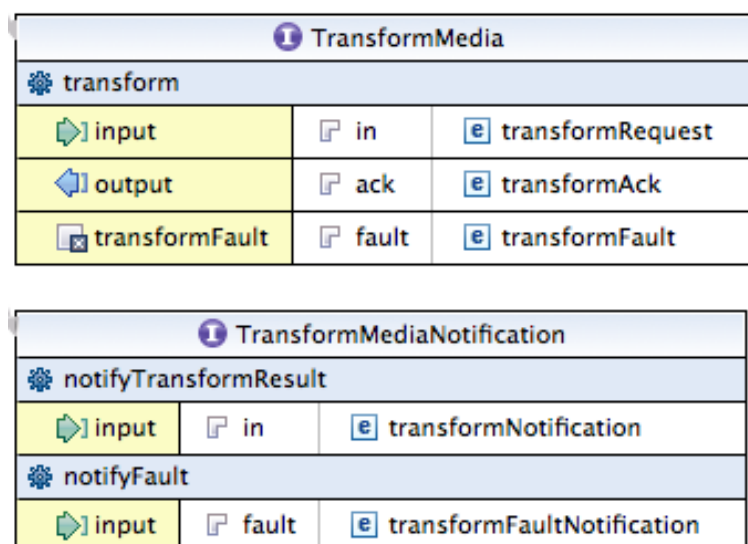 TransformMedia
transform
input in e transformRequest
output ack e transformAck
transformFault fault e transformFault
TransformMediaNotification
notifyTransformResult
input in e transformNotification
notifyFault
input fault e transformFaultNotification